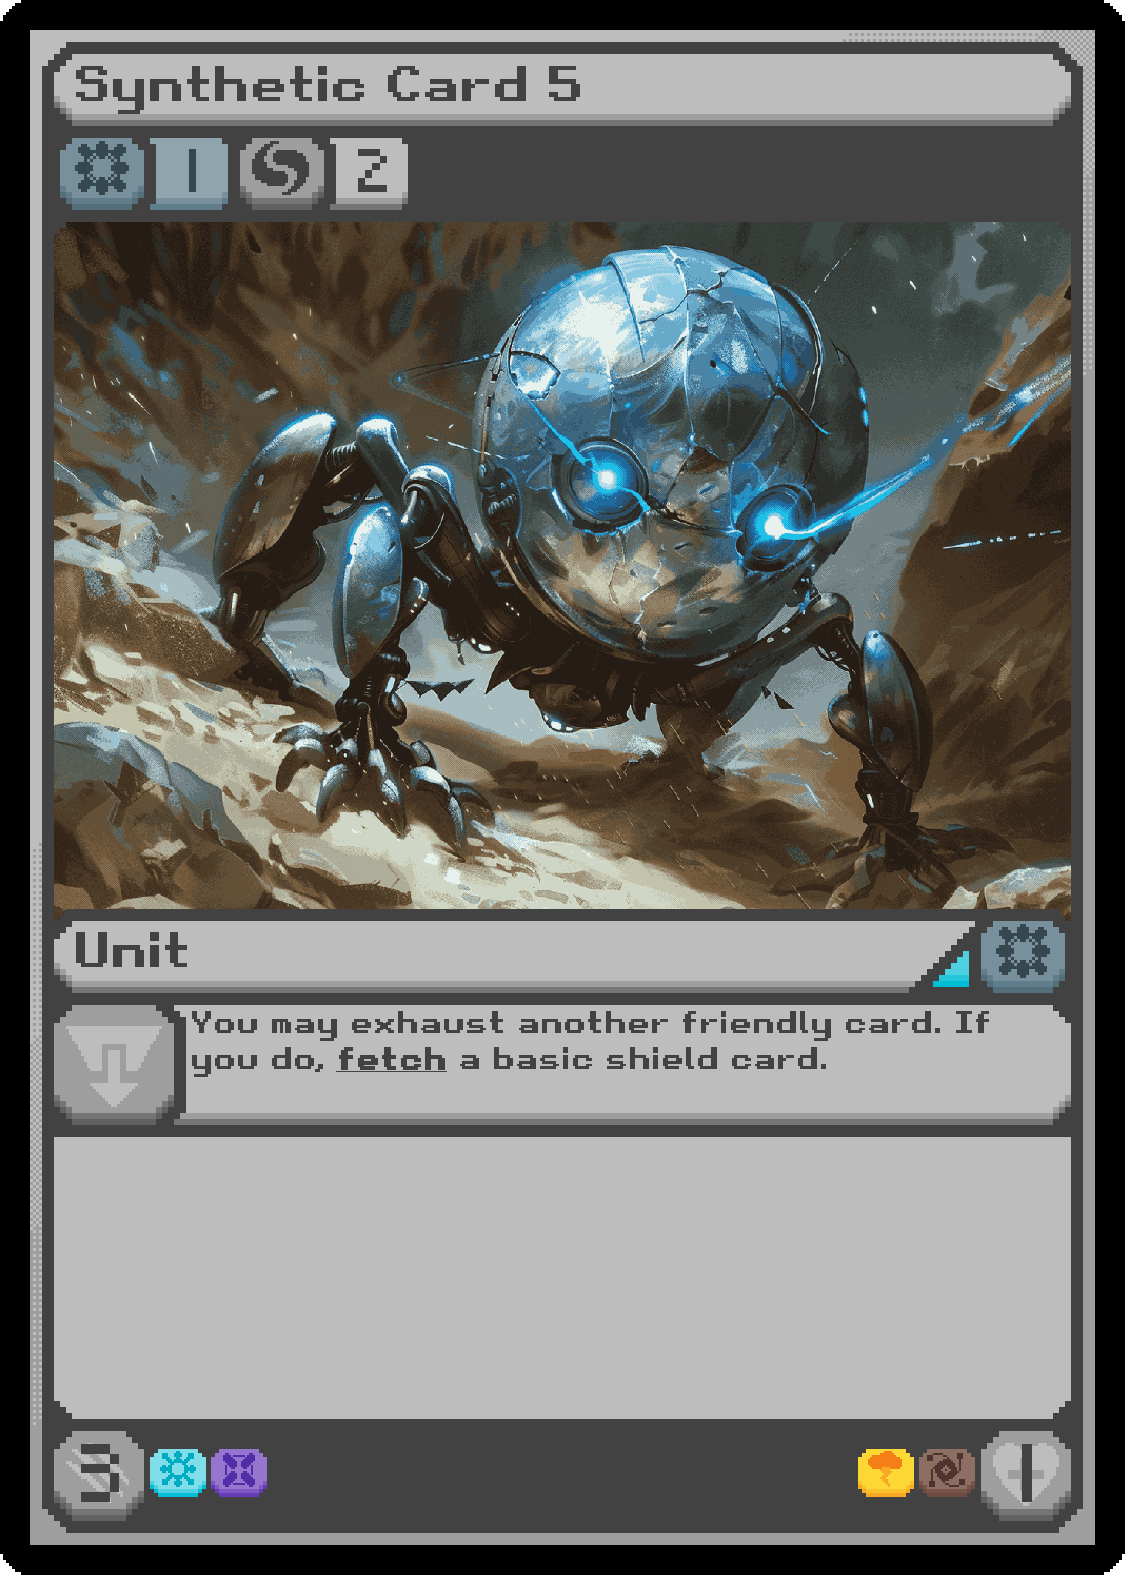 Synthetic Card 5
1 2
Unit
You may exhaust another friendly card. If
you do, fetch a basic shield card.
3 1